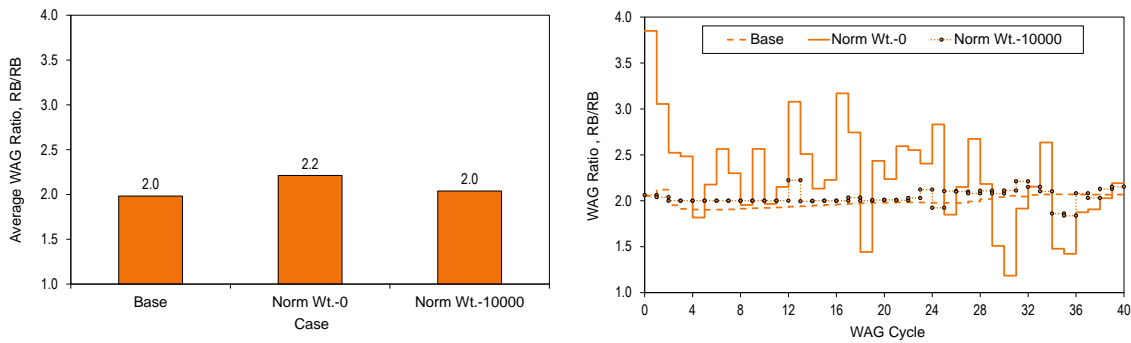 Average WAG Ratio, RB/RB
4.0
3.5
3.0
2.5
2.0
1.5
1.0
2.0
2.2
2.0
Base
Norm Wt.-0
Norm Wt.-10000
Case
WAG Ratio , RB/RB
4.0
3.5
3.0
2.5
2.0
1.5
1.0
Base
Norm Wt.-0
Norm Wt.-10000
0
4
8
12
16
20
24
28
32
36
40
WAG Cycle